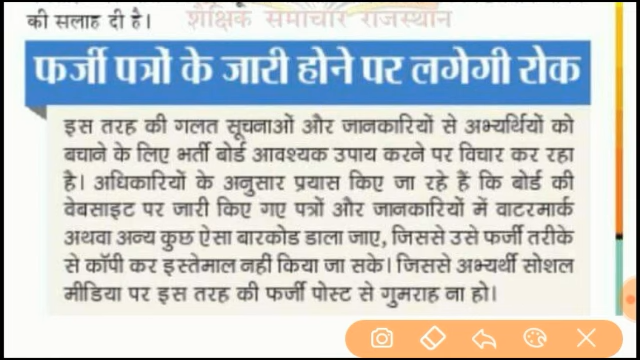 की सलाह दी है।
शैक्षिक समाचार राजस्थान
फर्जी पत्रों के जारी होने पर लगेगी रोक
इस तरह की गलत सूचनाओं और जानकारियों से अभ्यर्थियों को
बचाने के लिए भर्ती बोर्ड आवश्यक उपाय करने पर विचार कर रहा
है। अधिकारियों के अनुसार प्रयास किए जा रहे हैं कि बोर्ड की
वेबसाइट पर जारी किए गए पत्रों और जानकारियों में वाटरमार्क
अथवा अन्य कुछ ऐसा बारकोड डाला जाए, जिससे उसे फर्जी तरीके
से कॉपी कर इस्तेमाल नहीं किया जा सके। जिससे अभ्यर्थी सोशल
मीडिया पर इस तरह की फर्जी पोस्ट से गुमराह ना हो।